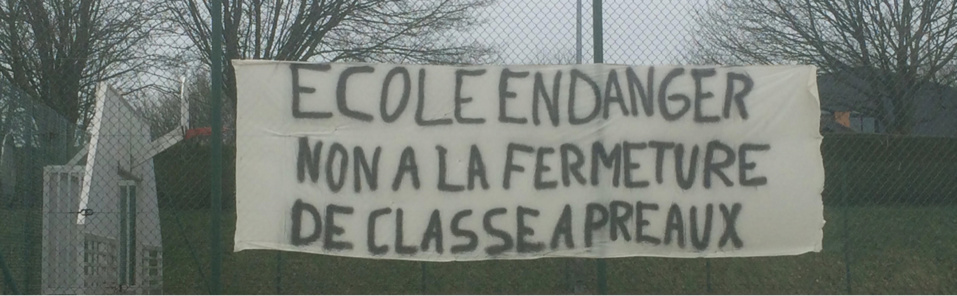 ECOLE EN DANGER
NON A LA FERMETURE
DE CLASSE A PREAUX